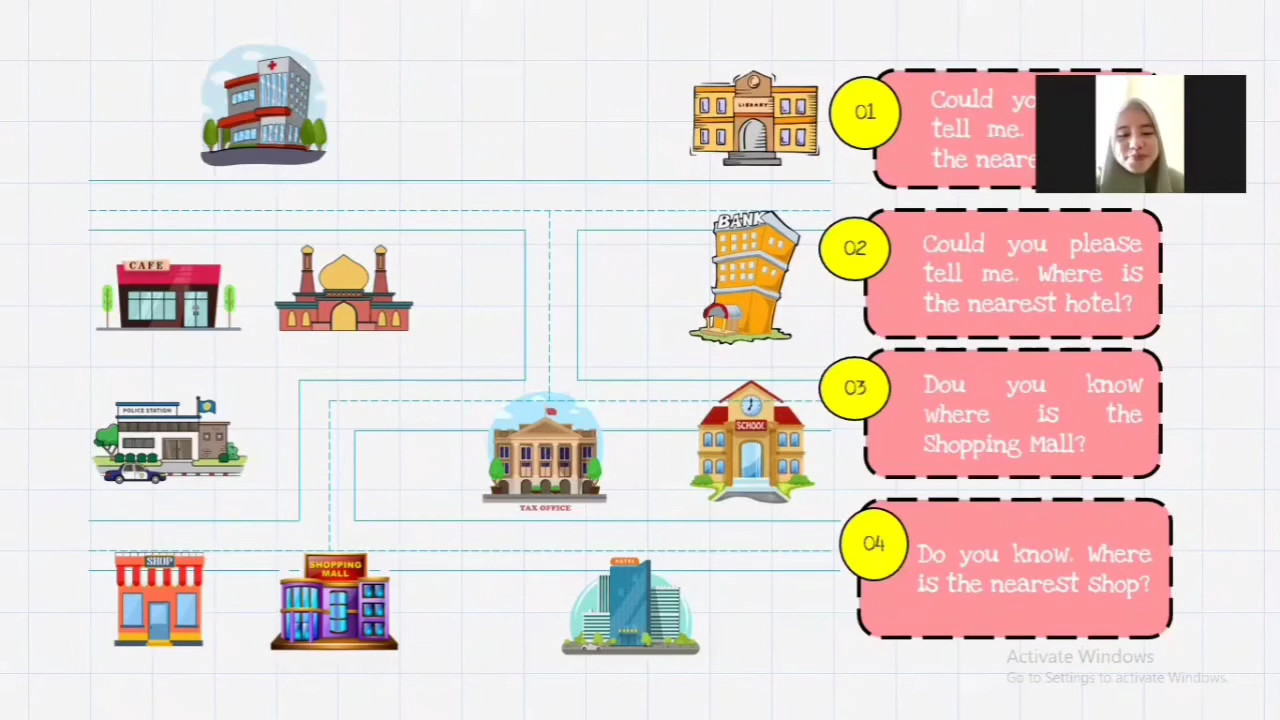 LIBRARY
01
Could
tell me.
the
BANK
02
Could you please
tell me. Where is
the nearest hotel?
CAFE
POLICE STATION
03
Dou you know
where is the
Shopping Mall?
SCHOOL
TAX OFFICE
04
Do you know. Where
is the nearest shop?
SHOP
SHOPPING
MALL
HOTEL
Activate Windows
Go to Settings to activate Windows.